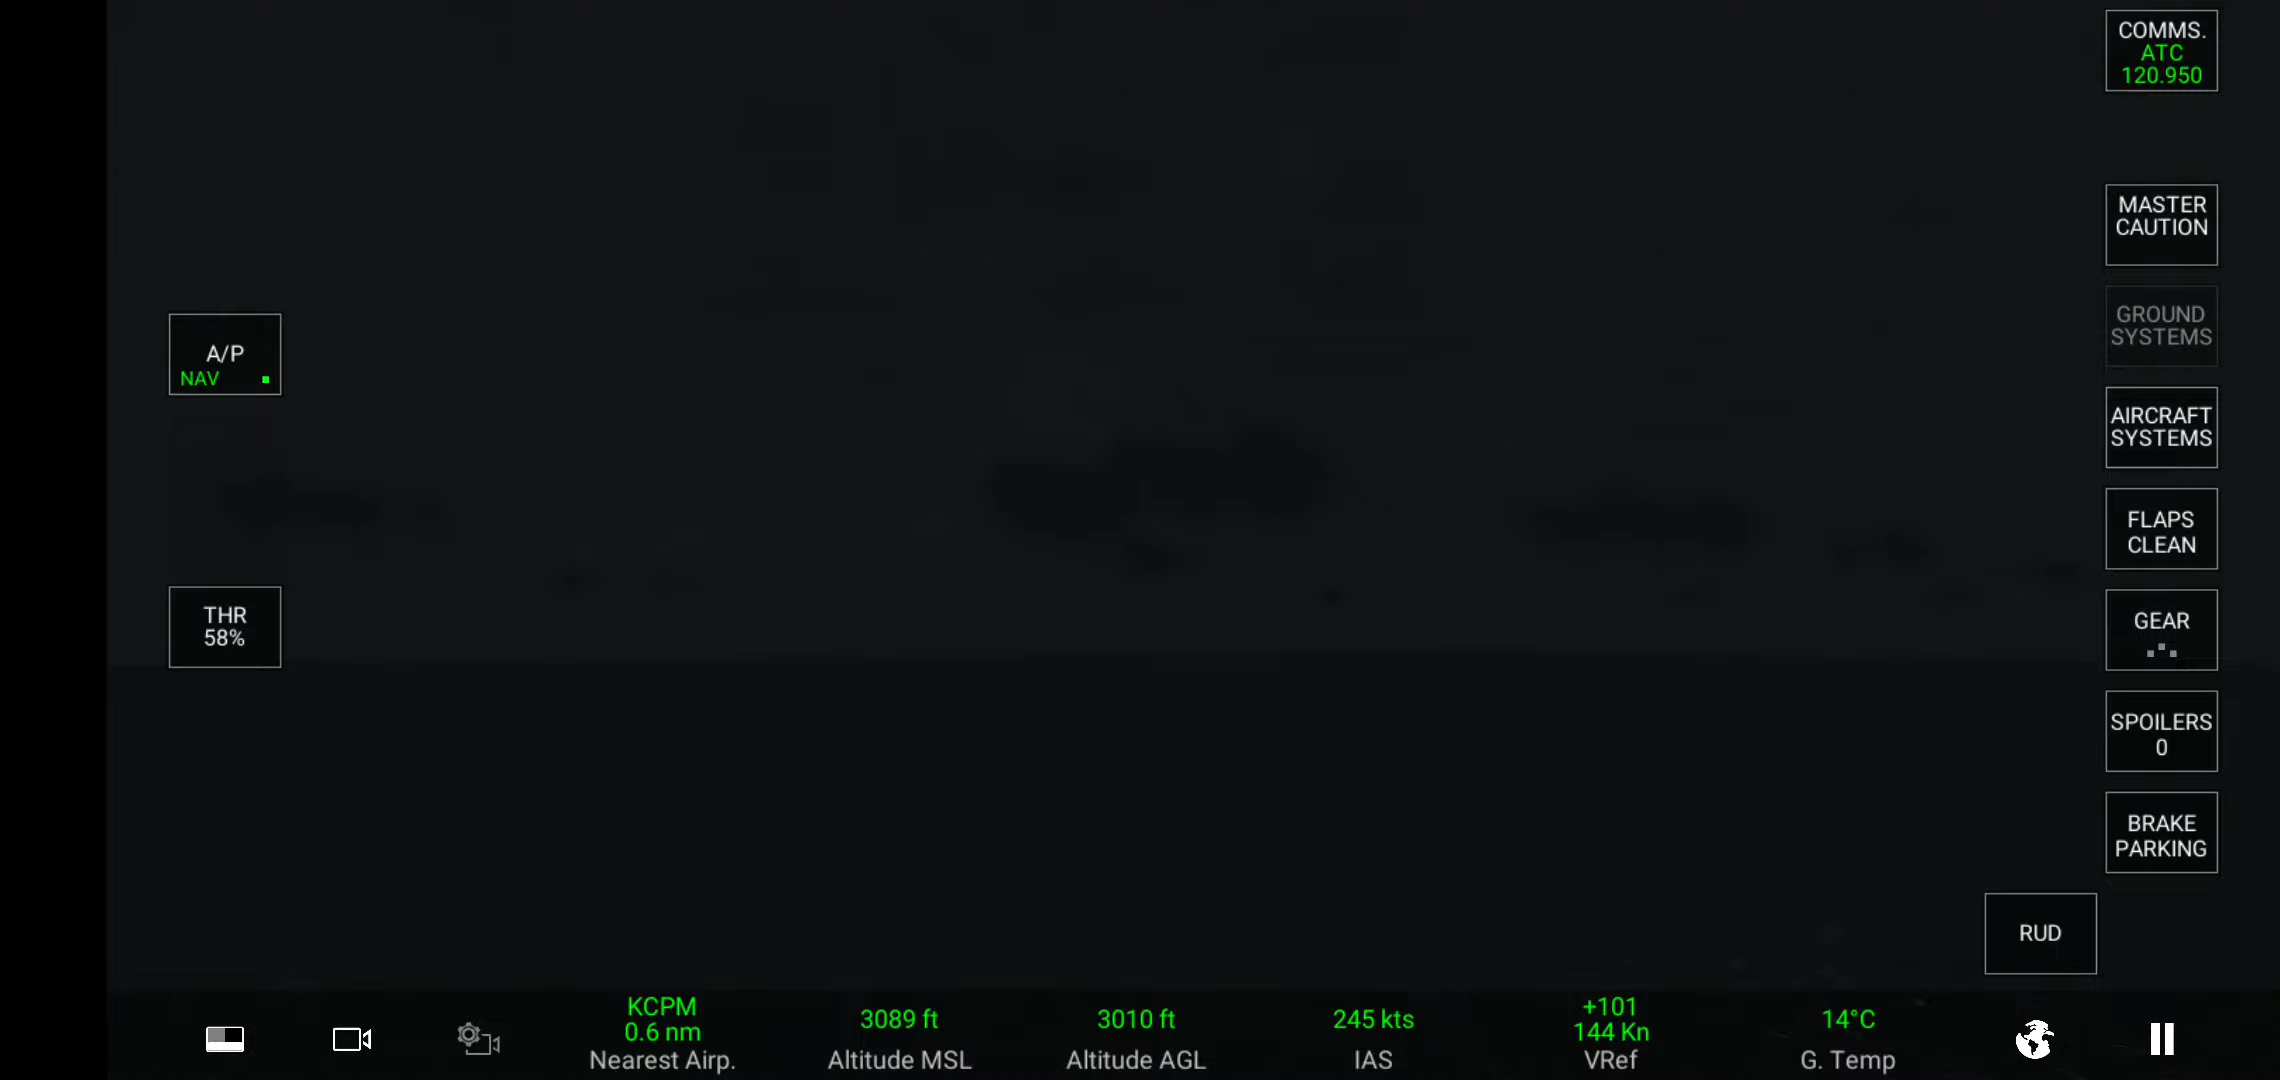 COMMS.
ATC
120.950
MASTER
CAUTION
GROUND
SYSTEMS
A/P
NAV
AIRCRAFT
SYSTEMS
FLAPS
CLEAN
THR
58%
GEAR
SPOILERS
0
BRAKE
PARKING
RUD
KCPM
0.6 nm
Nearest Airp.
3089 ft
Altitude MSL
3010 ft
Altitude AGL
245 kts
IAS
+101
144 Kn
VRef
14°C
G. Temp